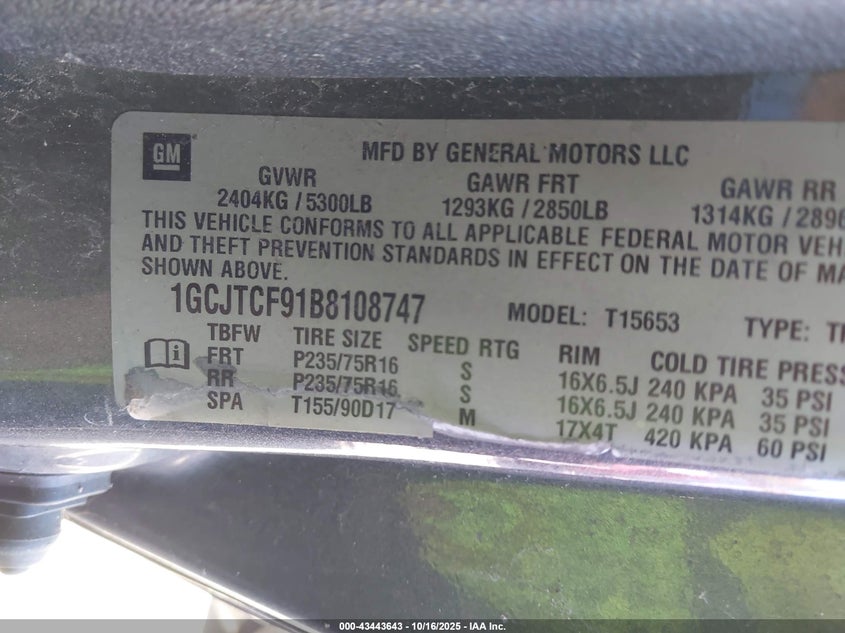 GM
MFD BY GENERAL MOTORS LLC
GVWR GAWR FRT GAWR RR
2404KG / 5300LB 1293KG / 2850LB 1314KG / 2896
THIS VEHICLE CONFORMS TO ALL APPLICABLE FEDERAL MOTOR VEH
AND THEFT PREVENTION STANDARDS IN EFFECT ON THE DATE OF MA
SHOWN ABOVE.
1GCJTCF91B8108747 MODEL: T15653 TYPE: TR
TBFW TIRE SIZE SPEED RTG RIM COLD TIRE PRESS
FRT P235/75R16 S 16X6.5J 240 KPA 35 PSI
RR P235/75R16 S 16X6.5J 240 KPA 35 PSI
SPA T155/90D17 M 17X4T 420 KPA 60 PSI
000-43443643 | 10/16/2025 - IAA Inc.